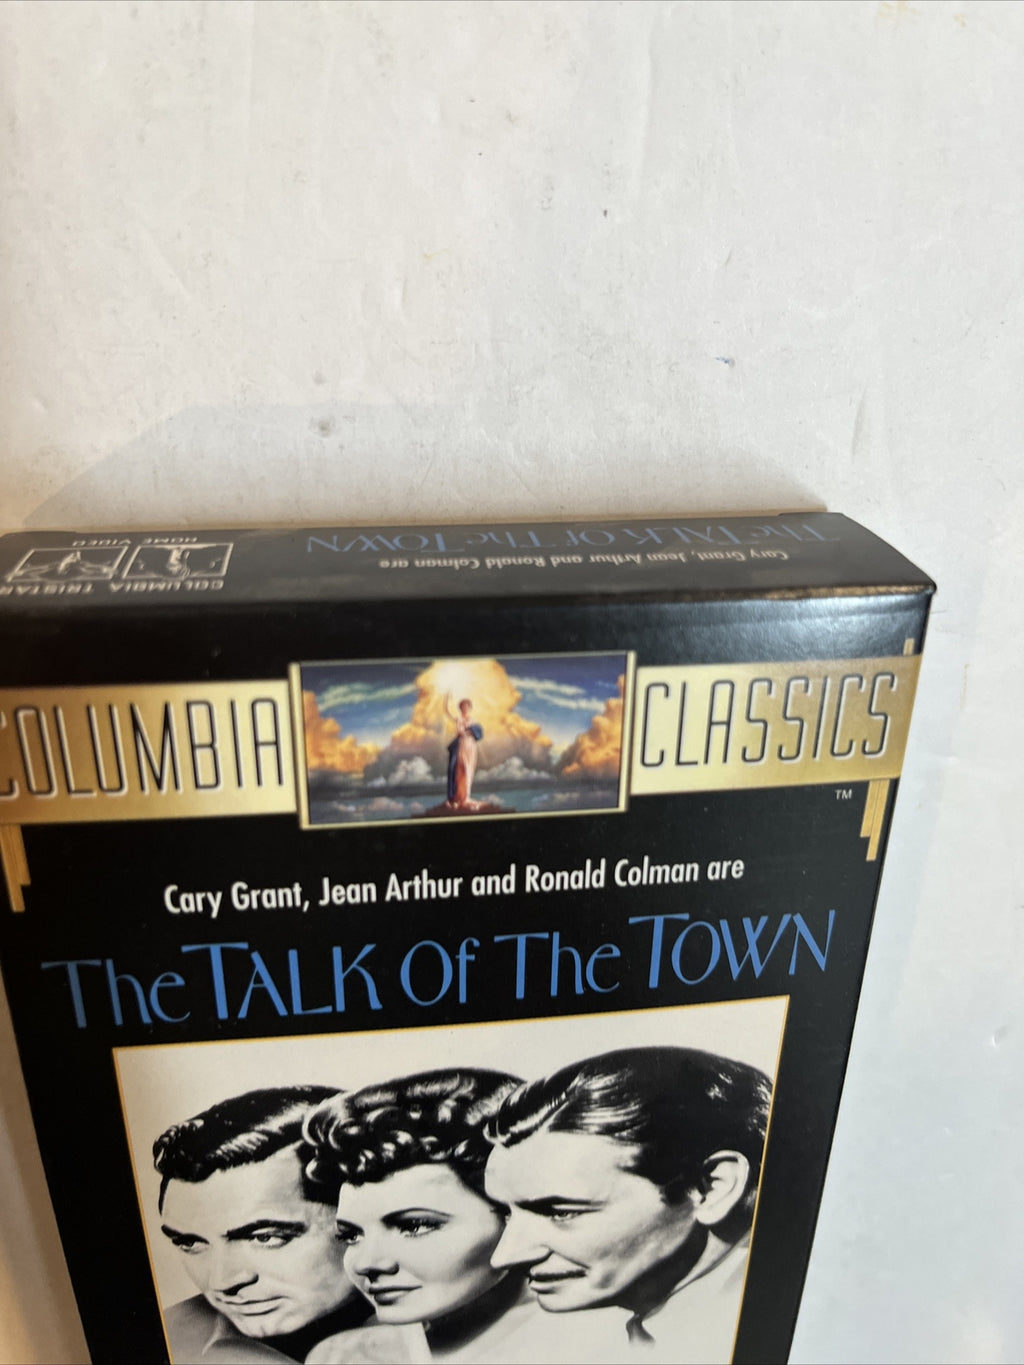 The TALK Of The TOWN
Cary Grant, Jean Arthur and Ronald Colman are
COLUMBIA TRISTAR
HOME VIDEO
COLUMBIA CLASSICS
TM
Cary Grant, Jean Arthur and Ronald Colman are
The TALK Of The TOWN